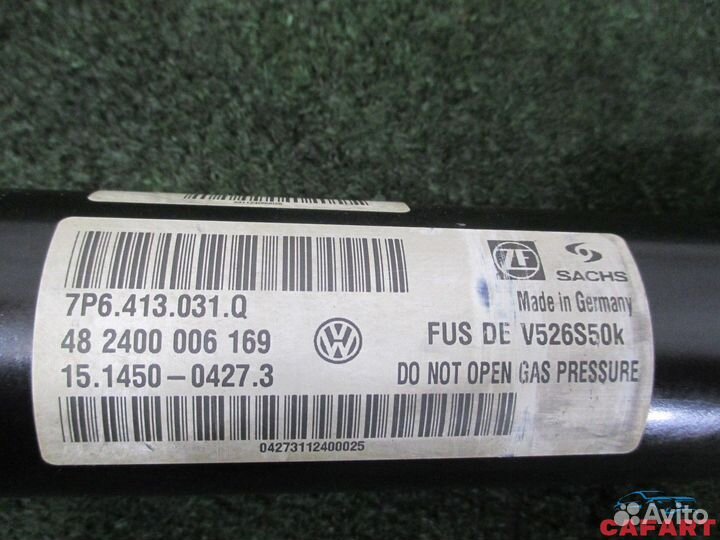 7P6.413.031.Q
48 2400 006 169
15.1450-0427.3
04273112400025
ZF
SACHS
Made in Germany
FUS DE V526S50k
DO NOT OPEN GAS PRESSURE
Avito
CAFART